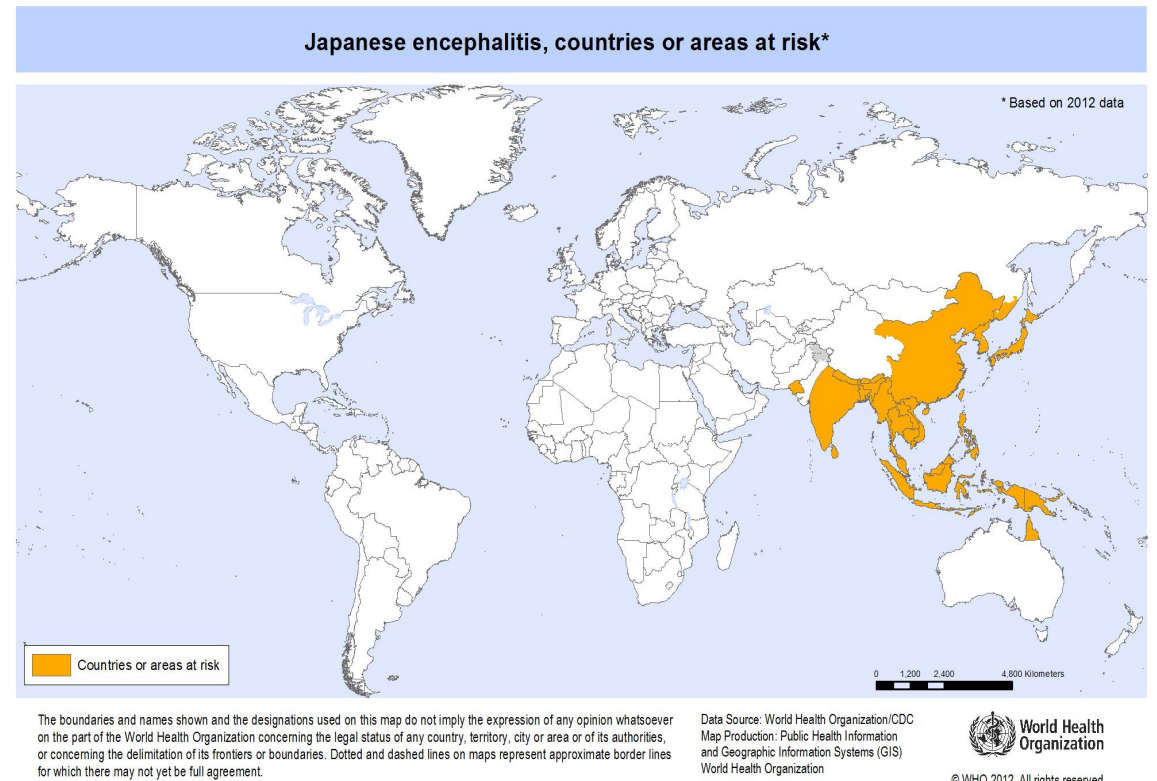 Japanese encephalitis, countries or areas at risk*
* Based on 2012 data
Countries or areas at risk
0 1,200 2,400 4,800 Kilometers
The boundaries and names shown and the designations used on this map do not imply the expression of any opinion whatsoever
on the part of the World Health Organization concerning the legal status of any country, territory, city or area or of its authorities,
or concerning the delimitation of its frontiers or boundaries. Dotted and dashed lines on maps represent approximate border lines
for which there may not yet be full agreement.
Data Source: World Health Organization/CDC
Map Production: Public Health Information
and Geographic Information Systems (GIS)
World Health Organization
World Health
Organization
© WHO 2012. All rights reserved